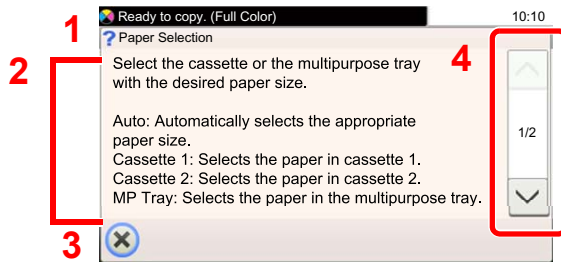 Ready to copy. (Full Color) 10:10
1
? Paper Selection
2
Select the cassette or the multipurpose tray
with the desired paper size.
4
Auto: Automatically selects the appropriate
paper size.
1/2
Cassette 1: Selects the paper in cassette 1.
Cassette 2: Selects the paper in cassette 2.
MP Tray: Selects the paper in the multipurpose tray.
3